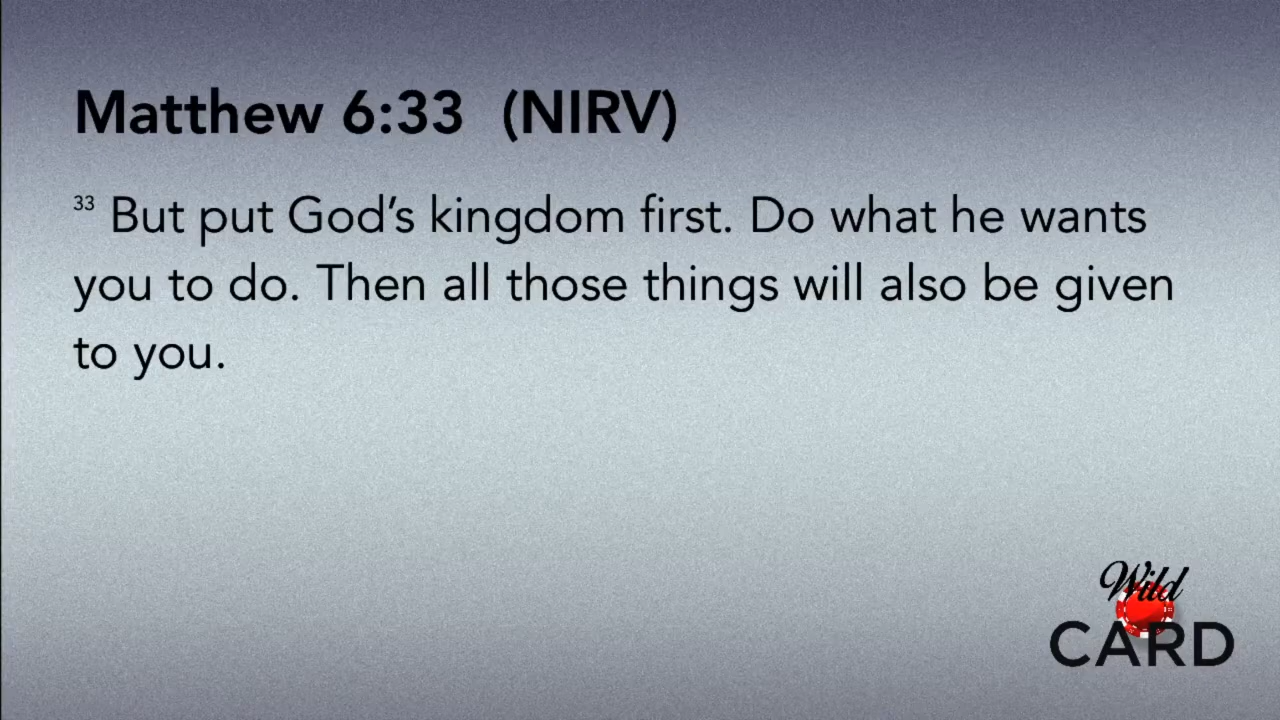 Matthew 6:33 (NIRV)
33 But put God’s kingdom first. Do what he wants
you to do. Then all those things will also be given
to you.
Wild
CARD